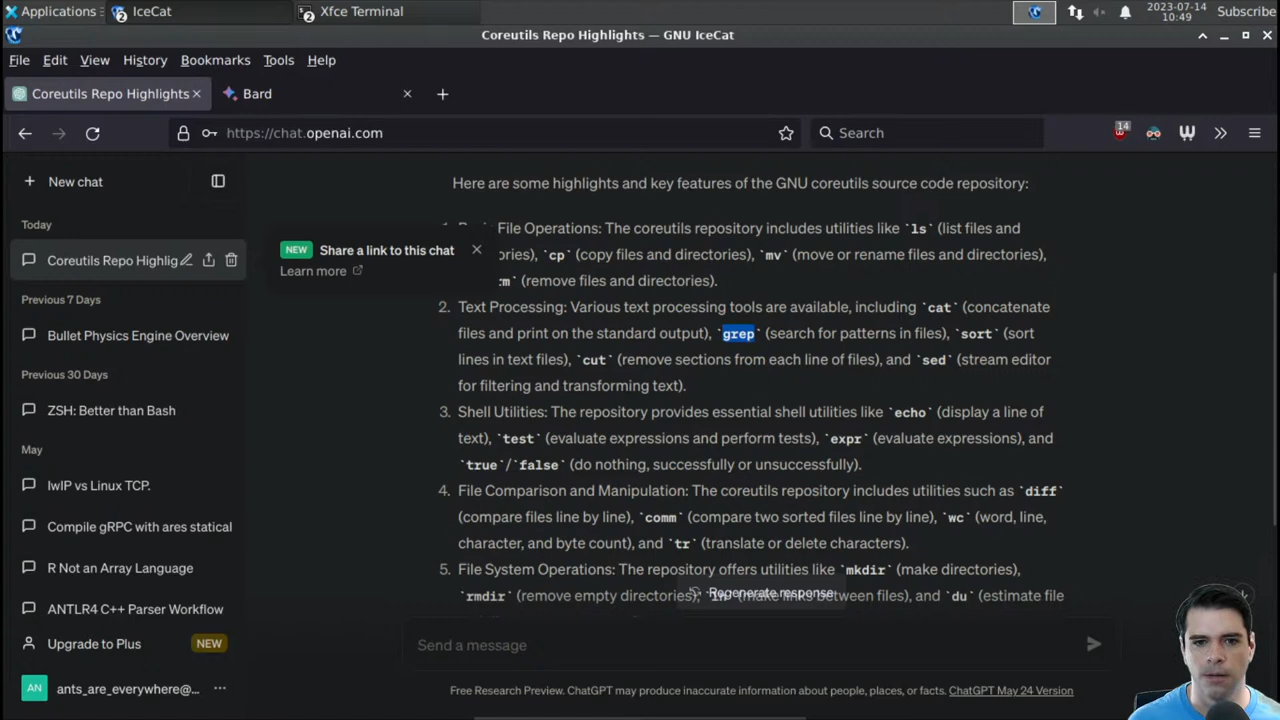 Applications
2
IceCat
2
Xfce Terminal
2023-07-14
10:49
Subscribe
Coreutils Repo Highlights — GNU IceCat
File Edit View History Bookmarks Tools Help
Coreutils Repo Highlights
Bard
https://chat.openai.com
Search
14
New chat
Today
Coreutils Repo Highlig
Previous 7 Days
Bullet Physics Engine Overview
Previous 30 Days
ZSH: Better than Bash
May
lwIP vs Linux TCP.
Compile gRPC with ares statical
R Not an Array Language
ANTLR4 C++ Parser Workflow
Upgrade to Plus NEW
AN ants_are_everywhere@... ...
NEW Share a link to this chat
Learn more
Here are some highlights and key features of the GNU coreutils source code repository:
File Operations: The coreutils repository includes utilities like `ls` (list files and
`cp` (copy files and directories), `mv` (move or rename files and directories),
(remove files and directories).
2. Text Processing: Various text processing tools are available, including `cat` (concatenate
files and print on the standard output), `grep` (search for patterns in files), `sort` (sort
lines in text files), `cut` (remove sections from each line of files), and `sed` (stream editor
for filtering and transforming text).
3. Shell Utilities: The repository provides essential shell utilities like `echo` (display a line of
text), `test` (evaluate expressions and perform tests), `expr` (evaluate expressions), and
`true`/`false` (do nothing, successfully or unsuccessfully).
4. File Comparison and Manipulation: The coreutils repository includes utilities such as `diff`
(compare files line by line), `comm` (compare two sorted files line by line), `wc` (word, line,
character, and byte count), and `tr` (translate or delete characters).
5. File System Operations: The repository offers utilities like `mkdir` (make directories),
`rmdir` (remove empty directories), `ln` (make links between files), and `du` (estimate file
Regenerate response
Send a message
Free Research Preview. ChatGPT may produce inaccurate information about people, places, or facts. ChatGPT May 24 Version